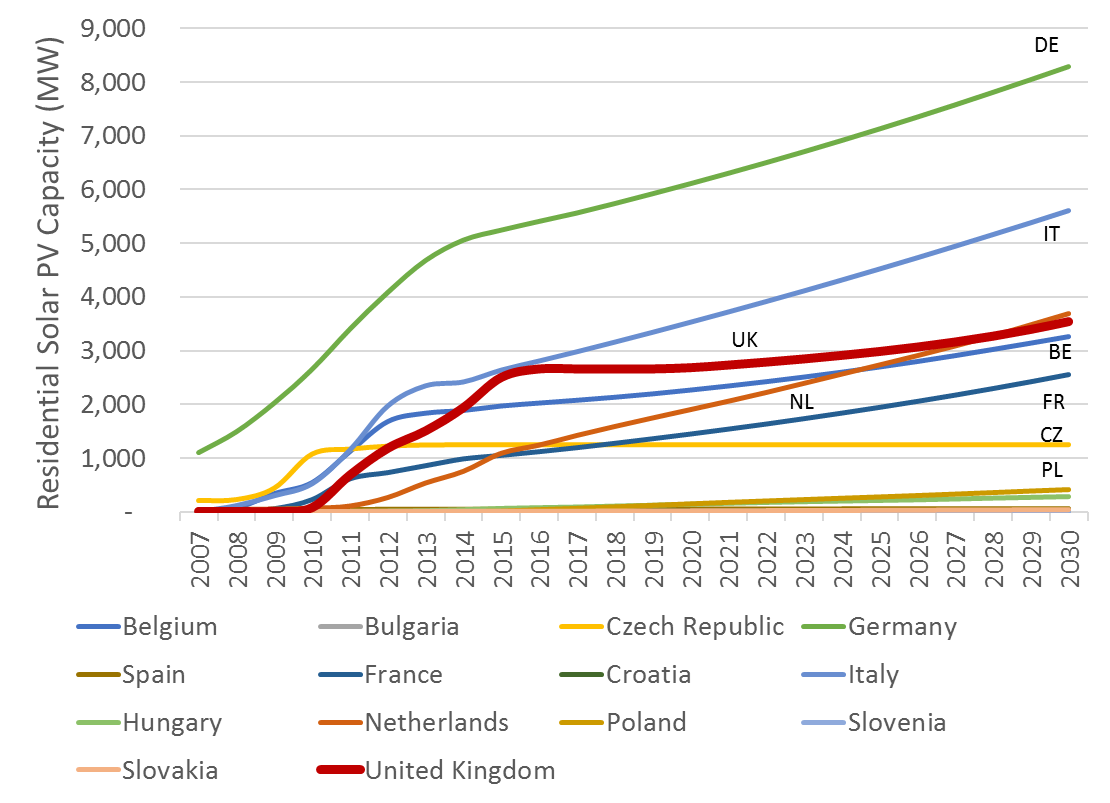 Residential Solar PV Capacity (MW)
9,000
8,000
7,000
6,000
5,000
4,000
3,000
2,000
1,000
-
DE
IT
UK
BE
NL
FR
CZ
PL
2007 2008 2009 2010 2011 2012 2013 2014 2015 2016 2017 2018 2019 2020 2021 2022 2023 2024 2025 2026 2027 2028 2029 2030
Belgium Bulgaria Czech Republic Germany
Spain France Croatia Italy
Hungary Netherlands Poland Slovenia
Slovakia United Kingdom